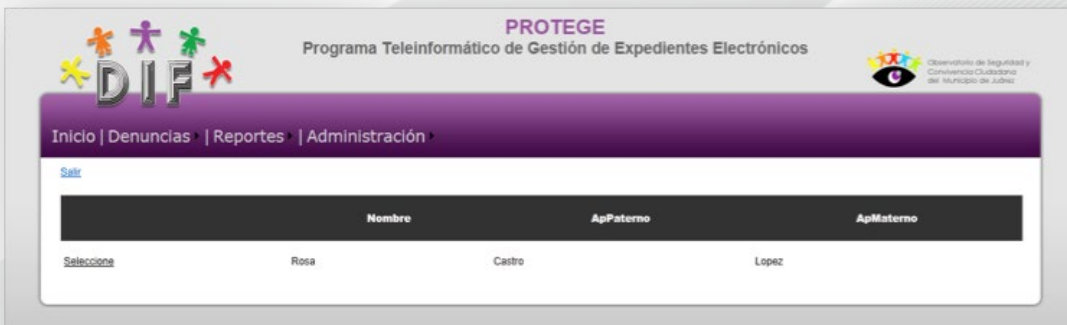 PROTEGE
Programa Teleinformático de Gestión de Expedientes Electrónicos
DIF
Observatorio de Seguridad y
Convivencia Ciudadana
del Municipio de Juárez
Inicio | Denuncias | Reportes | Administración
Salir
Nombre ApPaterno ApMaterno
Seleccione Rosa Castro Lopez